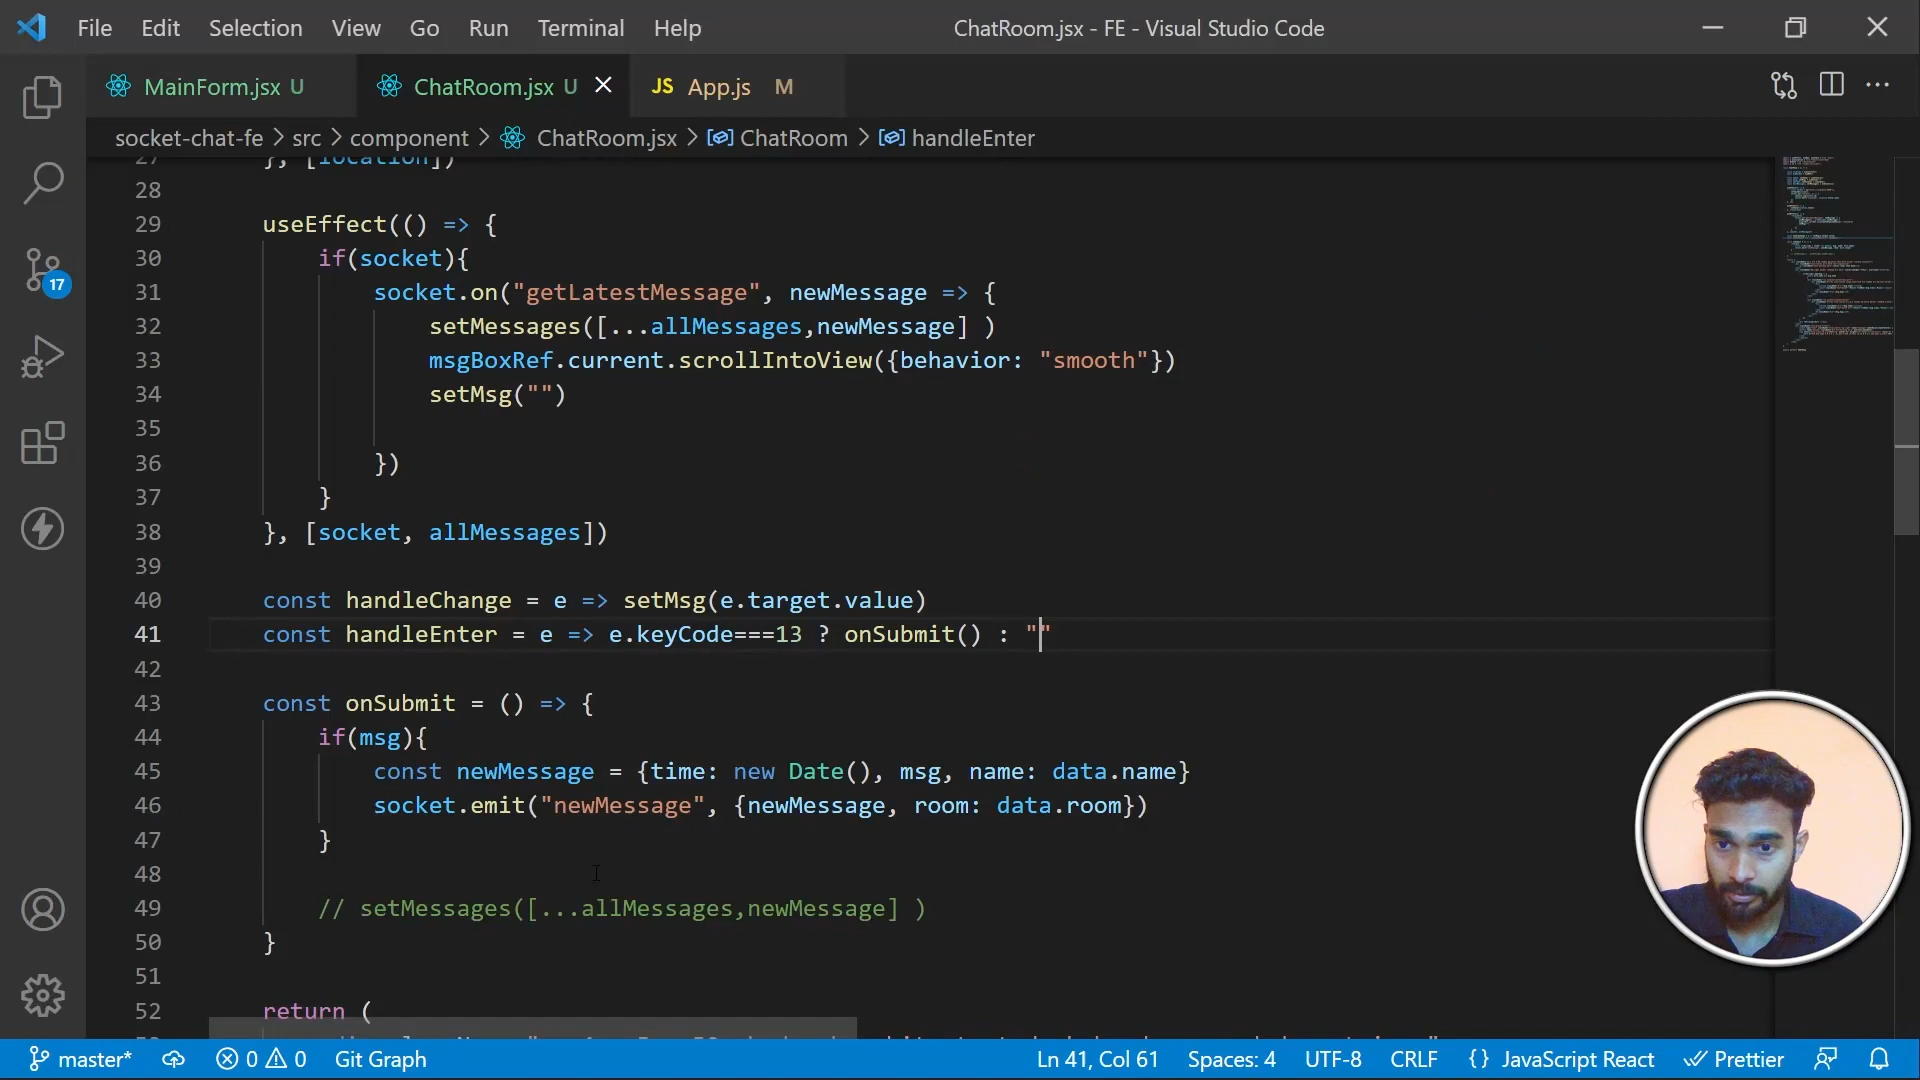 File Edit Selection View Go Run Terminal Help ChatRoom.jsx - FE - Visual Studio Code
MainForm.jsx U ChatRoom.jsx U JS App.js M
socket-chat-fe > src > component > ChatRoom.jsx > ChatRoom > handleEnter
27 }, [location])
28
29 useEffect(() => {
30 if(socket){
31 socket.on("getLatestMessage", newMessage => {
32 setMessages([...allMessages,newMessage] )
33 msgBoxRef.current.scrollIntoView({behavior: "smooth"})
34 setMsg("")
35
36 })
37 }
38 }, [socket, allMessages])
39
40 const handleChange = e => setMsg(e.target.value)
41 const handleEnter = e => e.keyCode===13 ? onSubmit() : ""
42
43 const onSubmit = () => {
44 if(msg){
45 const newMessage = {time: new Date(), msg, name: data.name}
46 socket.emit("newMessage", {newMessage, room: data.room})
47 }
48
49 // setMessages([...allMessages,newMessage] )
50 }
51
52 return (
17
master* 0 0 Git Graph Ln 41, Col 61 Spaces: 4 UTF-8 CRLF {} JavaScript React Prettier